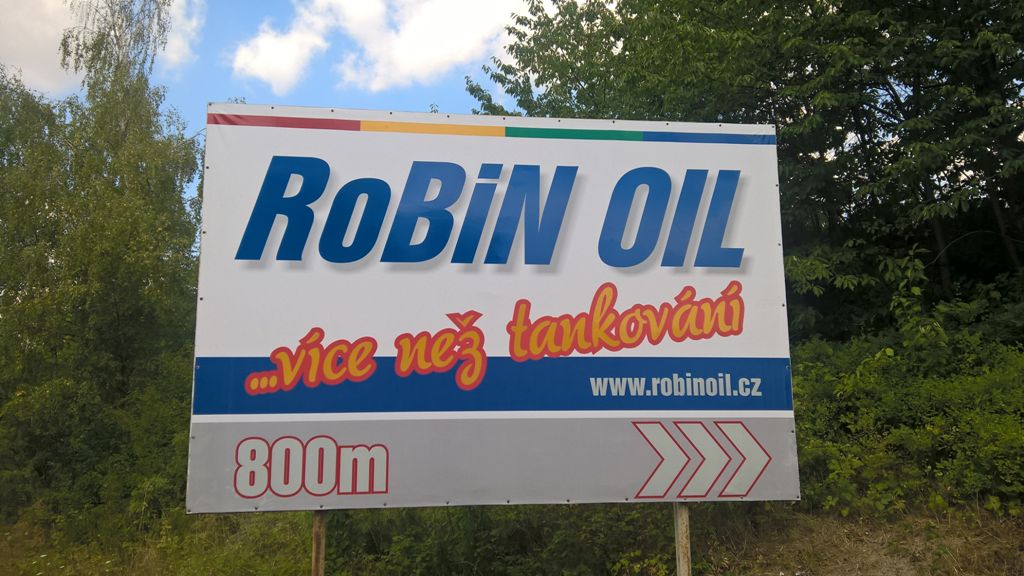 RoBiN OIL
...více než tankování
www.robinoil.cz
800m